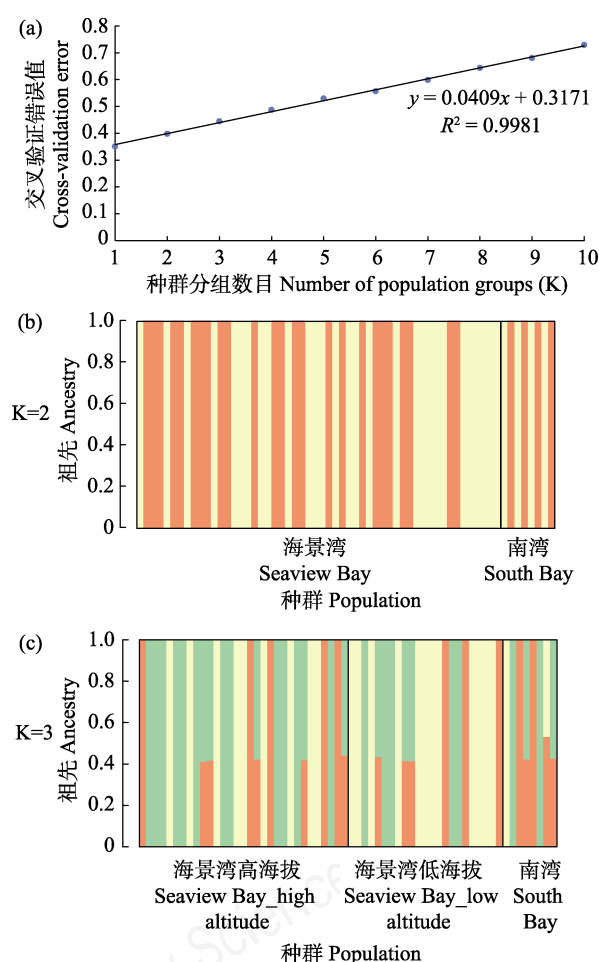 (a)
交叉验证错误值
Cross-validation error
0.8
0.7
0.6
0.5
0.4
0.3
0.2
0.1
0
y = 0.0409x + 0.3171
R² = 0.9981
1 2 3 4 5 6 7 8 9 10
种群分组数目 Number of population groups (K)
(b)
K=2
祖先 Ancestry
1.0
0.8
0.6
0.4
0.2
0
海景湾 南湾
Seaview Bay South Bay
种群 Population
(c)
K=3
祖先 Ancestry
1.0
0.8
0.6
0.4
0.2
0
海景湾高海拔 海景湾低海拔 南湾
Seaview Bay_high Seaview Bay_low South
altitude altitude Bay
种群 Population